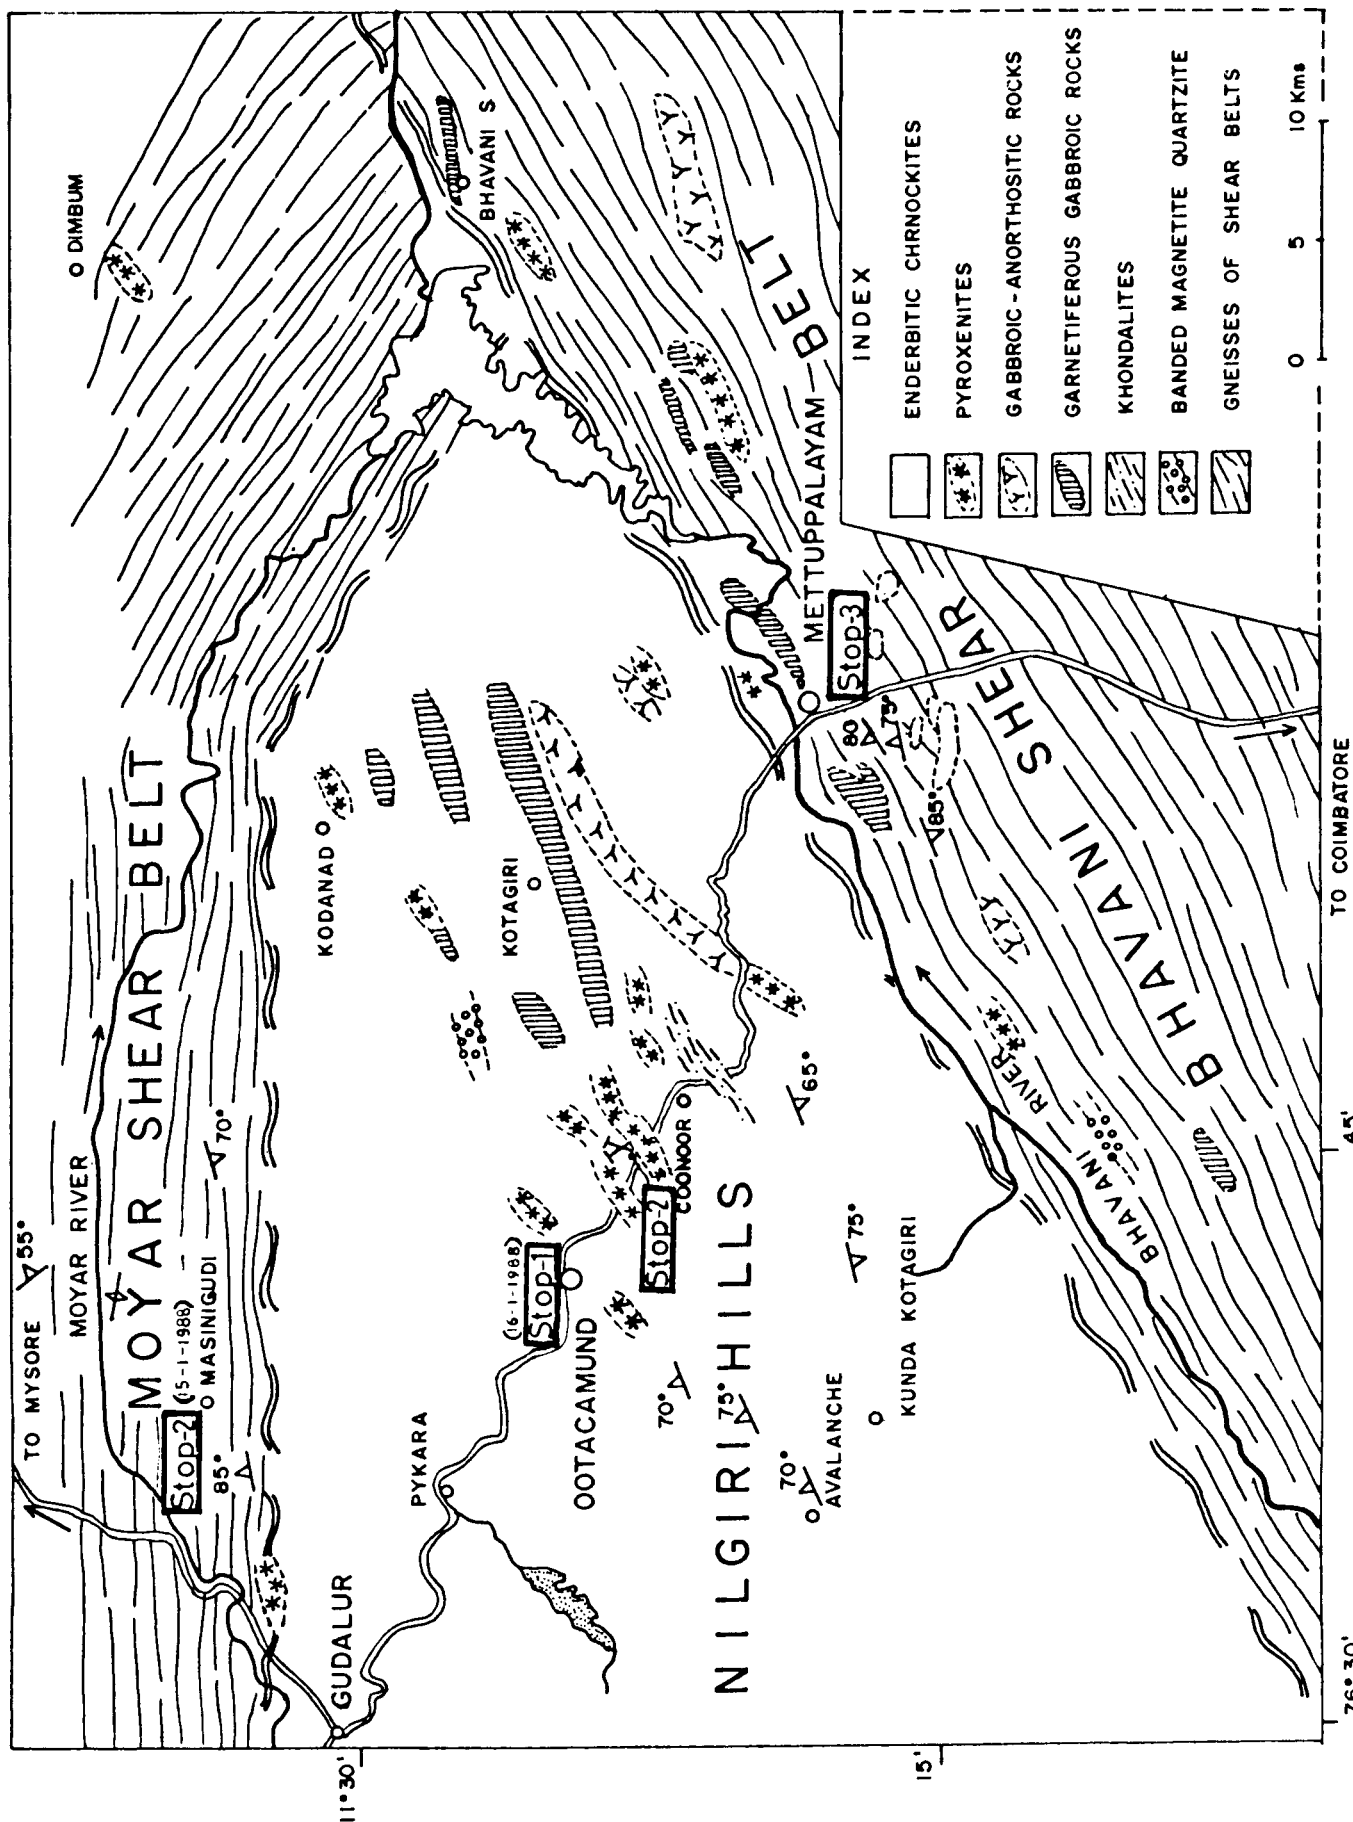 TO MYSORE
55°
MOYAR RIVER
MOYAR SHEAR BELT
Stop-2
(15-1-1988)
MASINIGUDI
85°
70°
DIMBUM
BHAVANI S
GUDALUR
PYKARA
KODANAD
KOTAGIRI
(16-1-1988)
Stop-1
OOTACAMUND
Stop-2
COONOOR
NILGIRI HILLS
70°
75°
70°
AVALANCHE
65°
75°
KUNDA KOTAGIRI
METTUPPALAYAM
Stop-3
80
75°
85°
BHAVANI SHEAR
BHAVANI
BELT
BHAVANI
RIVER
TO COIMBATORE
11°30'
15'
76°30'
45'
INDEX
ENDERBITIC CHRNOCKITES
PYROXENITES
GABBROIC-ANORTHOSITIC ROCKS
GARNETIFEROUS GABBROIC ROCKS
KHONDALITES
BANDED MAGNETITE QUARTZITE
GNEISSES OF SHEAR BELTS
0 5 10 Kms